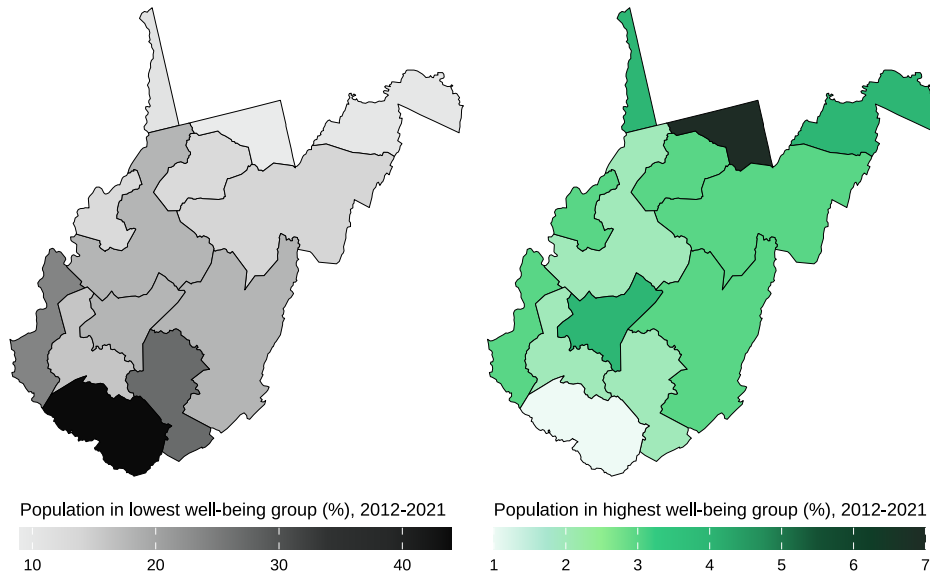 Population in lowest well-being group (%), 2012-2021
10 20 30 40
Population in highest well-being group (%), 2012-2021
1 2 3 4 5 6 7